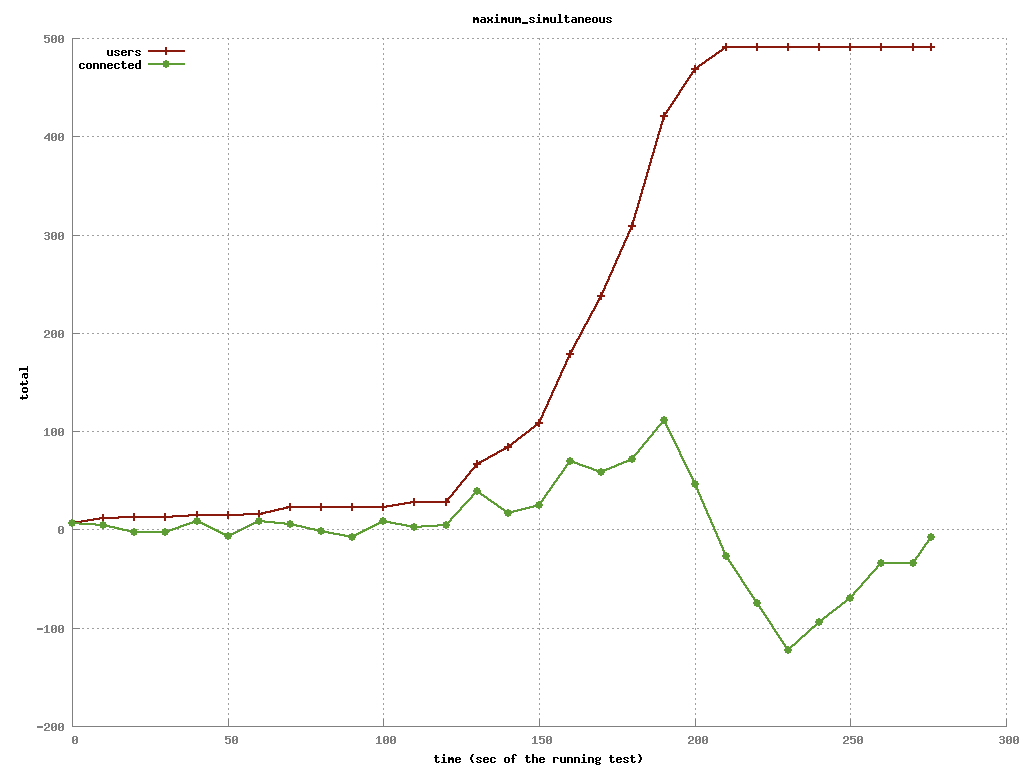 maximum_simultaneous
users
connected
500
400
300
200
100
0
-100
-200
total
0 50 100 150 200 250 300
time (sec of the running test)